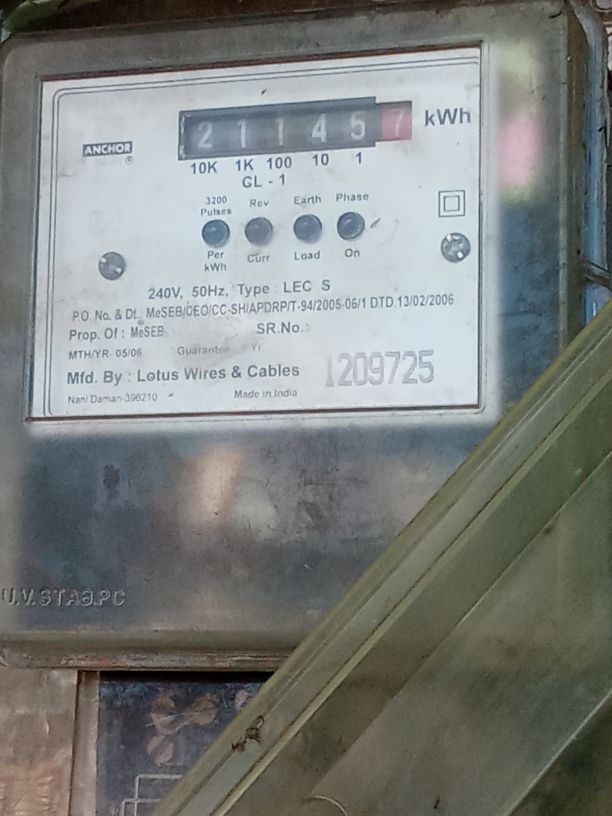 2 1 1 4 5 7 kWh
ANCHOR ®
10K 1K 100 10 1
CL - 1
3200 Pulses Rev Earth Phase
Per kWh Curr Load On
240V, 50Hz, Type : LEC S
P.O. No. & Dt. MeSEB/CEO/CC-SH/APDRP/T-94/2005-06/1 DTD.13/02/2006
Prop. Of : MeSEB SR.No. :
MTH/YR 05/06 Guarantee Yr.
Mfd. By : Lotus Wires & Cables 1209725
Nani Daman-396210 Made in India
U.V.STAB.PC